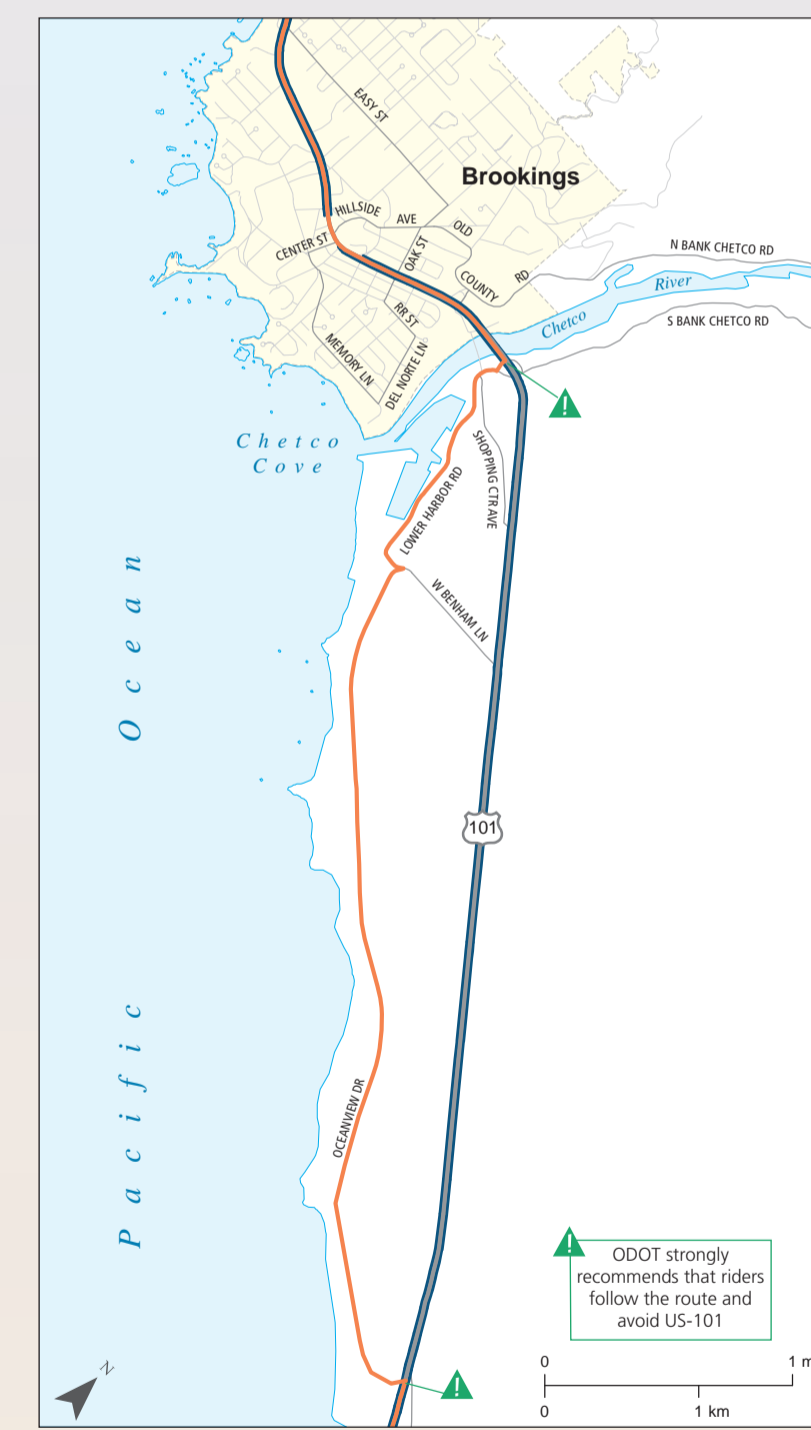 EASY ST
Brookings
HILLSIDE AVE
OLD COUNTY RD
CENTER ST
OAK ST
N BANK CHETCO RD
Chetco River
S BANK CHETCO RD
RR ST
MEMORY LN
DEL NORTE LN
!
Chetco
Cove
SHOPPING CTR AVE
LOWER HARBOR RD
W BENHAM LN
Pacific Ocean
101
OCEANVIEW DR
!
ODOT strongly
recommends that riders
follow the route and
avoid US-101
N
!
0 1 m
0 1 km